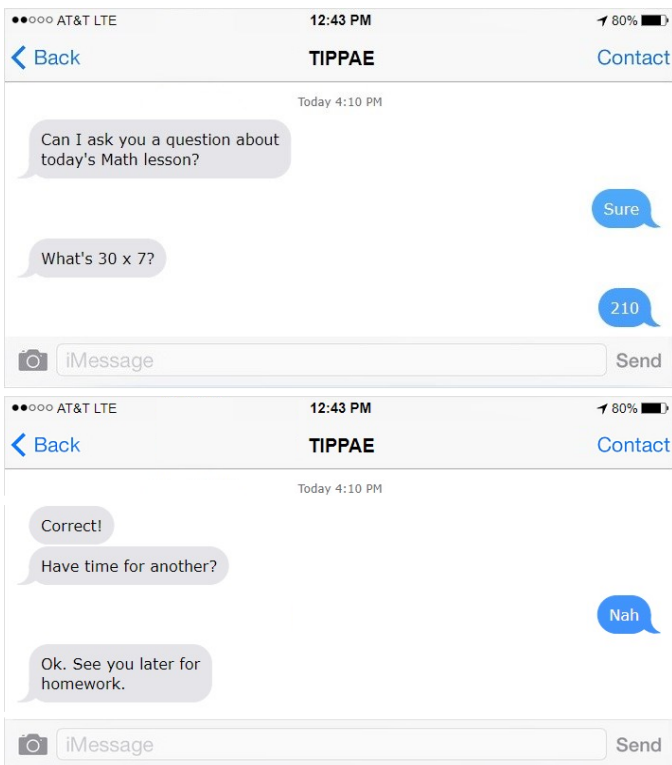 AT&T LTE 12:43 PM 80%
Back TIPPAE Contact
Today 4:10 PM
Can I ask you a question about
today's Math lesson?
Sure
What's 30 x 7?
210
iMessage Send
AT&T LTE 12:43 PM 80%
Back TIPPAE Contact
Today 4:10 PM
Correct!
Have time for another?
Nah
Ok. See you later for
homework.
iMessage Send